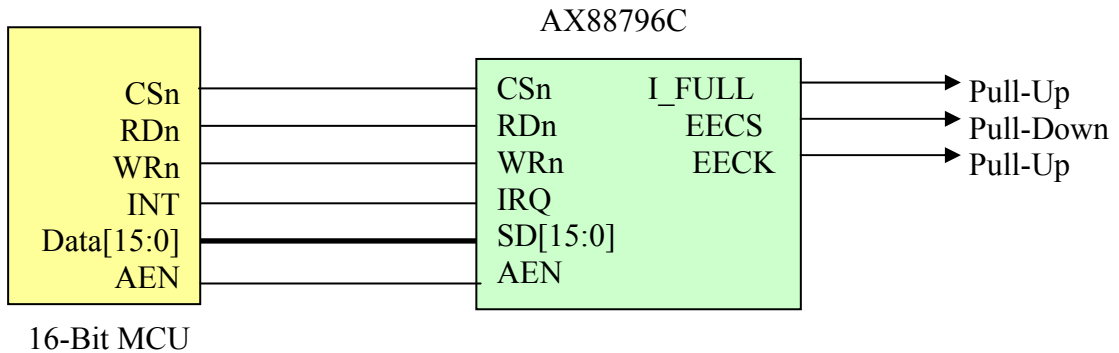 AX88796C
CSn
RDn
WRn
INT
Data[15:0]
AEN
16-Bit MCU
CSn I_FULL
RDn EECS
WRn EECK
IRQ
SD[15:0]
AEN
Pull-Up
Pull-Down
Pull-Up